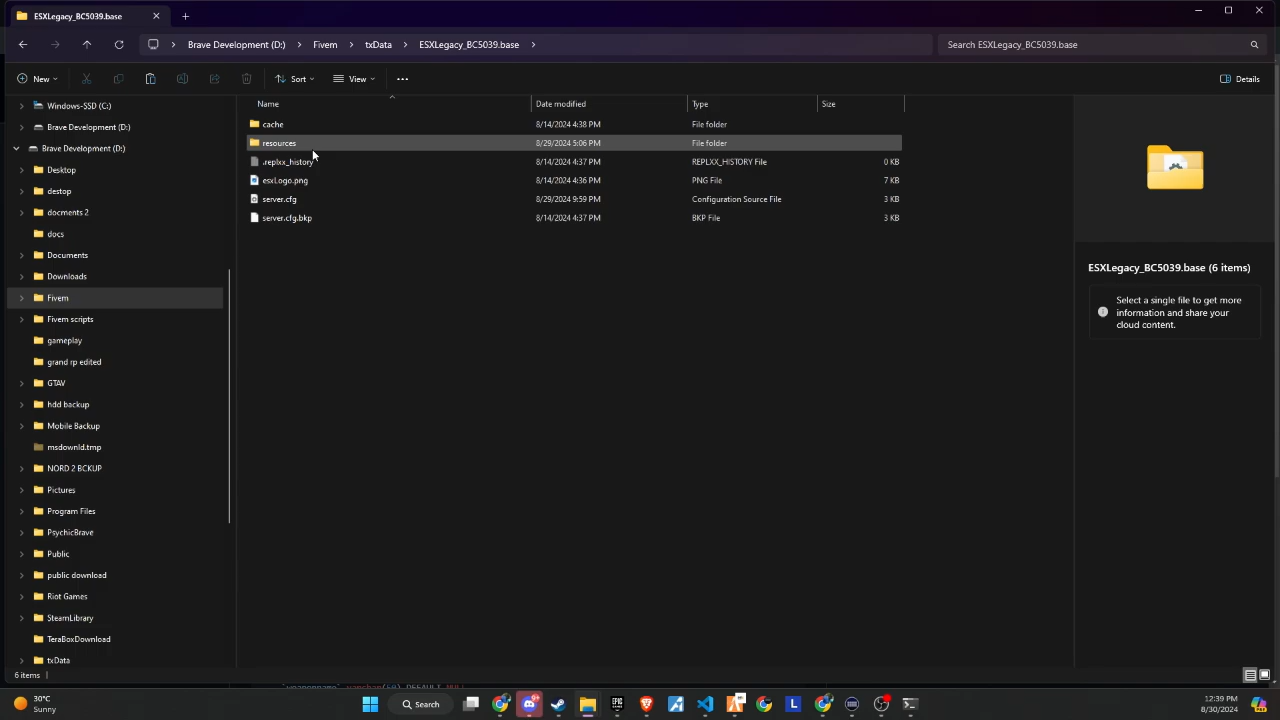 ESXLegacy_BC5039.base
Brave Development (D:) Fivem txData ESXLegacy_BC5039.base
Search ESXLegacy_BC5039.base
New Sort View Details
Windows-SSD (C:)
Brave Development (D:)
Brave Development (D:)
Desktop
destop
docments 2
docs
Documents
Downloads
Fivem
Fivem scripts
gameplay
grand rp edited
GTAV
hdd backup
Mobile Backup
msdownld.tmp
NORD 2 BCKUP
Pictures
Program Files
PsychicBrave
Public
public download
Riot Games
SteamLibrary
TeraBoxDownload
txData
Name Date modified Type Size
cache 8/14/2024 4:38 PM File folder
resources 8/29/2024 5:06 PM File folder
.replxx_history 8/14/2024 4:37 PM REPLXX_HISTORY File 0 KB
esxLogo.png 8/14/2024 4:36 PM PNG File 7 KB
server.cfg 8/29/2024 9:59 PM Configuration Source File 3 KB
server.cfg.bkp 8/14/2024 4:37 PM BKP File 3 KB
ESXLegacy_BC5039.base (6 items)
Select a single file to get more
information and share your
cloud content.
6 items
30°C
Sunny
Search
12:39 PM
8/30/2024